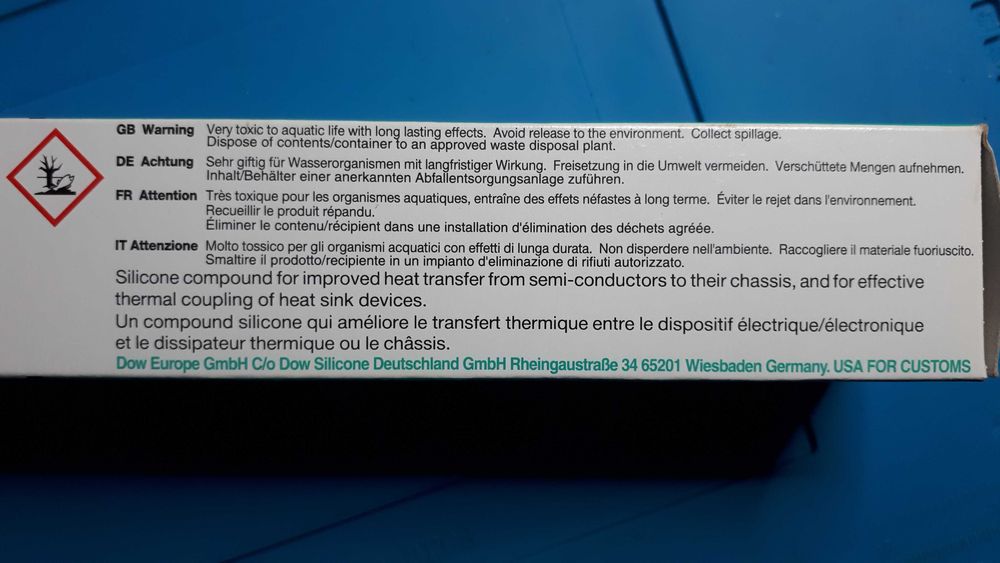 GB Warning Very toxic to aquatic life with long lasting effects. Avoid release to the environment. Collect spillage.
Dispose of contents/container to an approved waste disposal plant.
DE Achtung Sehr giftig für Wasserorganismen mit langfristiger Wirkung. Freisetzung in die Umwelt vermeiden. Verschüttete Mengen aufnehmen.
Inhalt/Behälter einer anerkannten Abfallentsorgungsanlage zuführen.
FR Attention Très toxique pour les organismes aquatiques, entraîne des effets néfastes à long terme. Éviter le rejet dans l'environnement.
Recueillir le produit répandu.
Éliminer le contenu/récipient dans une installation d'élimination des déchets agréée.
IT Attenzione Molto tossico per gli organismi acquatici con effetti di lunga durata. Non disperdere nell'ambiente. Raccogliere il materiale fuoriuscito.
Smaltire il prodotto/recipiente in un impianto d'eliminazione di rifiuti autorizzato.
Silicone compound for improved heat transfer from semi-conductors to their chassis, and for effective
thermal coupling of heat sink devices.
Un compound silicone qui améliore le transfert thermique entre le dispositif électrique/électronique
et le dissipateur thermique ou le châssis.
Dow Europe GmbH C/o Dow Silicone Deutschland GmbH Rheingaustraße 34 65201 Wiesbaden Germany. USA FOR CUSTOMS